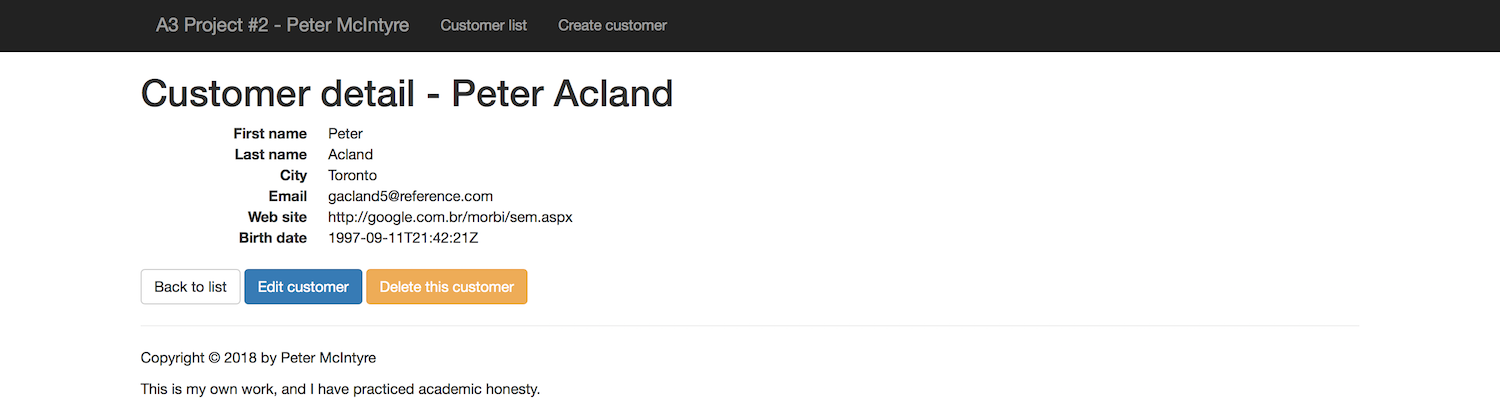 A3 Project #2 - Peter McIntyre Customer list Create customer
Customer detail - Peter Acland
First name Peter
Last name Acland
City Toronto
Email gacland5@reference.com
Web site http://google.com.br/morbi/sem.aspx
Birth date 1997-09-11T21:42:21Z
Back to list Edit customer Delete this customer
Copyright © 2018 by Peter McIntyre
This is my own work, and I have practiced academic honesty.